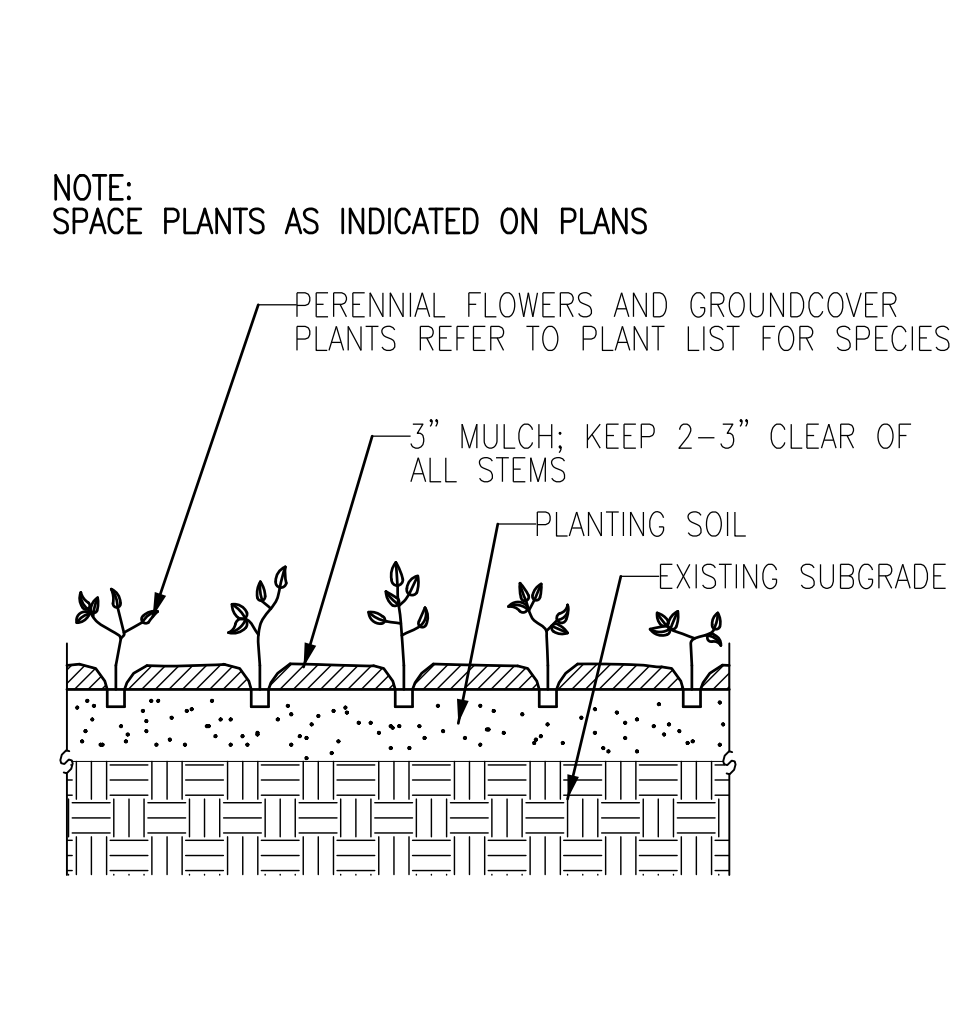 NOTE:
SPACE PLANTS AS INDICATED ON PLANS
PERENNIAL FLOWERS AND GROUNDCOVER
PLANTS REFER TO PLANT LIST FOR SPECIES
3” MULCH; KEEP 2–3” CLEAR OF
ALL STEMS
PLANTING SOIL
EXISTING SUBGRADE